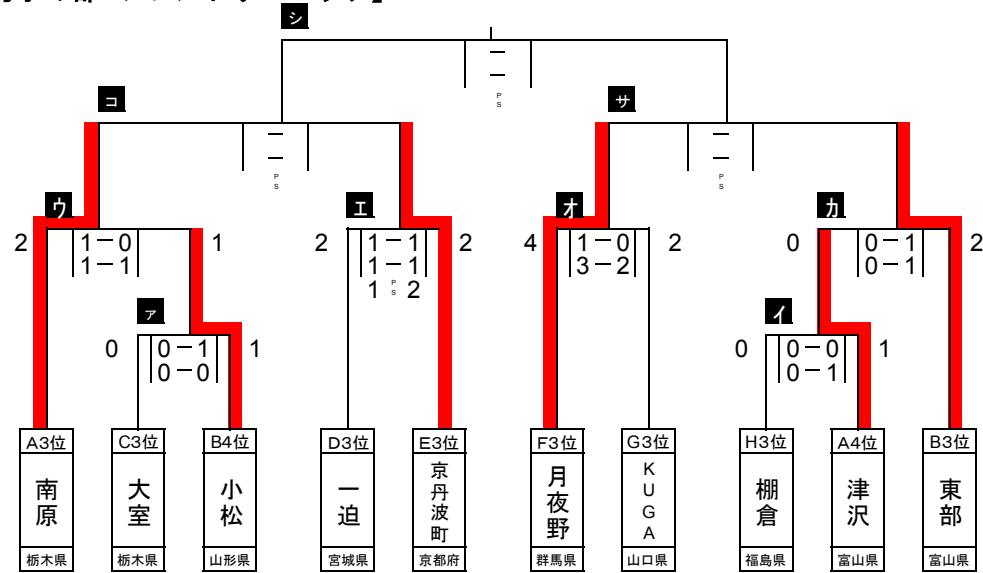 シ
—
—
PS
コ
サ
—
—
PS
—
—
PS
ウ
エ
オ
カ
2 1—0 1
1—1
2 1—1 2
1—1
1 PS 2
4 1—0 2
3—2
0 0—1 2
0—1
ア
イ
0 0—1 1
0—0
0 0—0 1
0—1
A3位 C3位 B4位 D3位 E3位 F3位 G3位 H3位 A4位 B3位
南原 大室 小松 一迫 京丹波町 月夜野 KUGA 棚倉 津沢 東部
栃木県 栃木県 山形県 宮城県 京都府 群馬県 山口県 福島県 富山県 富山県